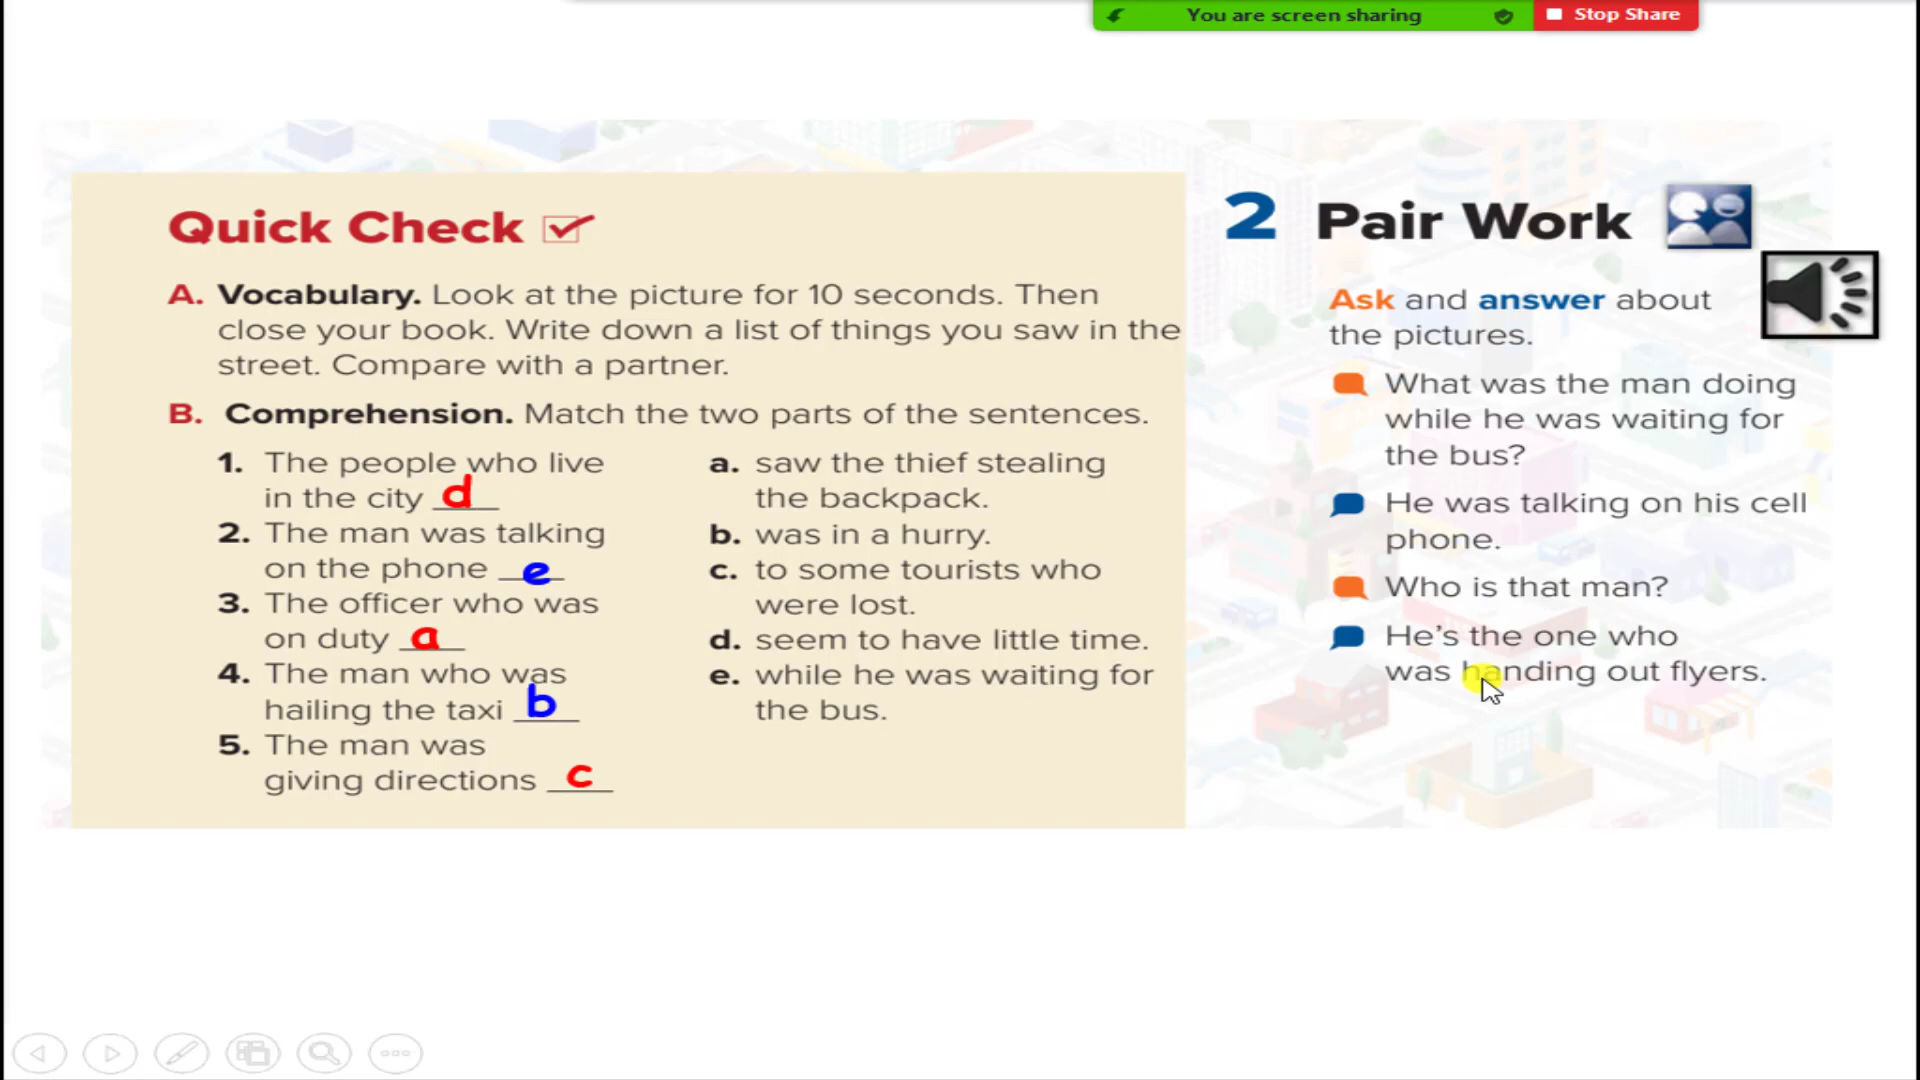 You are screen sharing
Stop Share
Quick Check
A. Vocabulary. Look at the picture for 10 seconds. Then
close your book. Write down a list of things you saw in the
street. Compare with a partner.
B. Comprehension. Match the two parts of the sentences.
1. The people who live
in the city d
2. The man was talking
on the phone e
3. The officer who was
on duty a
4. The man who was
hailing the taxi b
5. The man was
giving directions c
a. saw the thief stealing
the backpack.
b. was in a hurry.
c. to some tourists who
were lost.
d. seem to have little time.
e. while he was waiting for
the bus.
2 Pair Work
Ask and answer about
the pictures.
What was the man doing
while he was waiting for
the bus?
He was talking on his cell
phone.
Who is that man?
He's the one who
was handing out flyers.